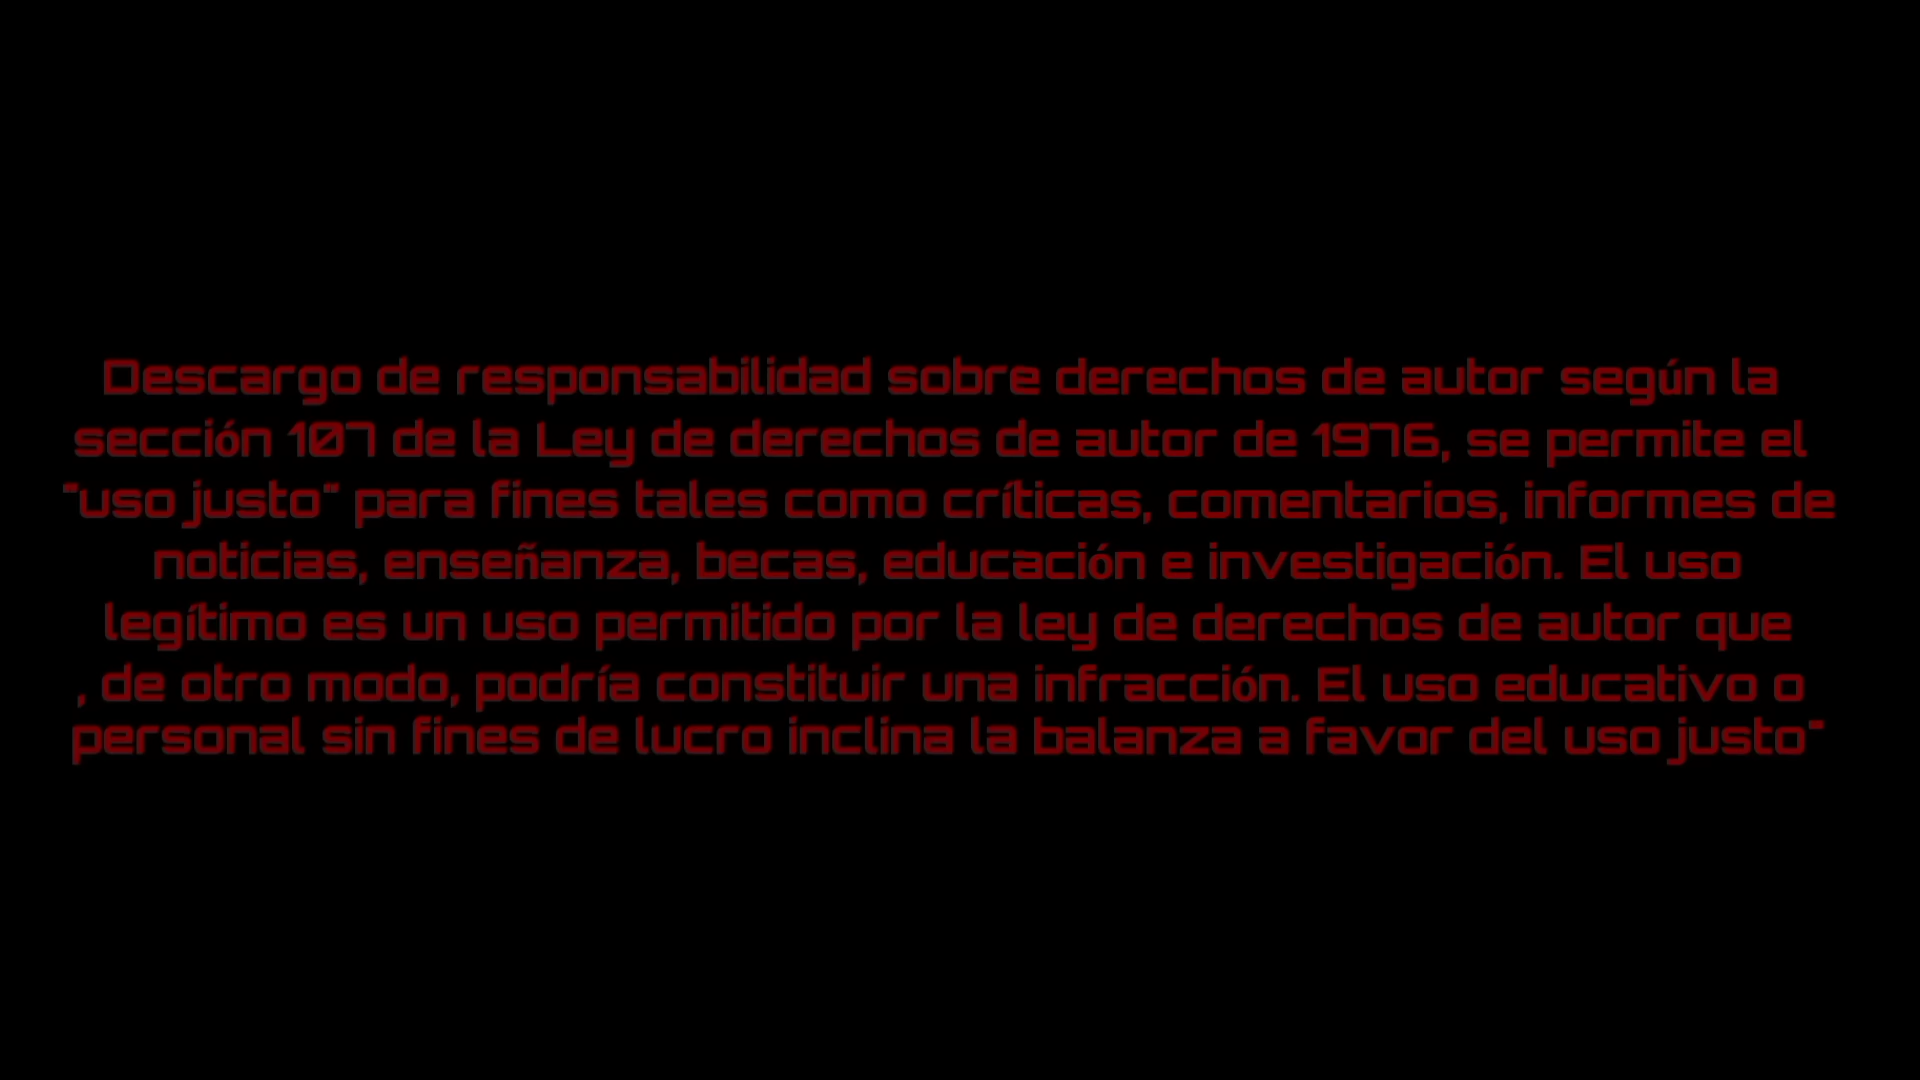 Descargo de responsabilidad sobre derechos de autor según la
sección 107 de la Ley de derechos de autor de 1976, se permite el
"uso justo" para fines tales como críticas, comentarios, informes de
noticias, enseñanza, becas, educación e investigación. El uso
legítimo es un uso permitido por la ley de derechos de autor que
, de otro modo, podría constituir una infracción. El uso educativo o
personal sin fines de lucro inclina la balanza a favor del uso justo"